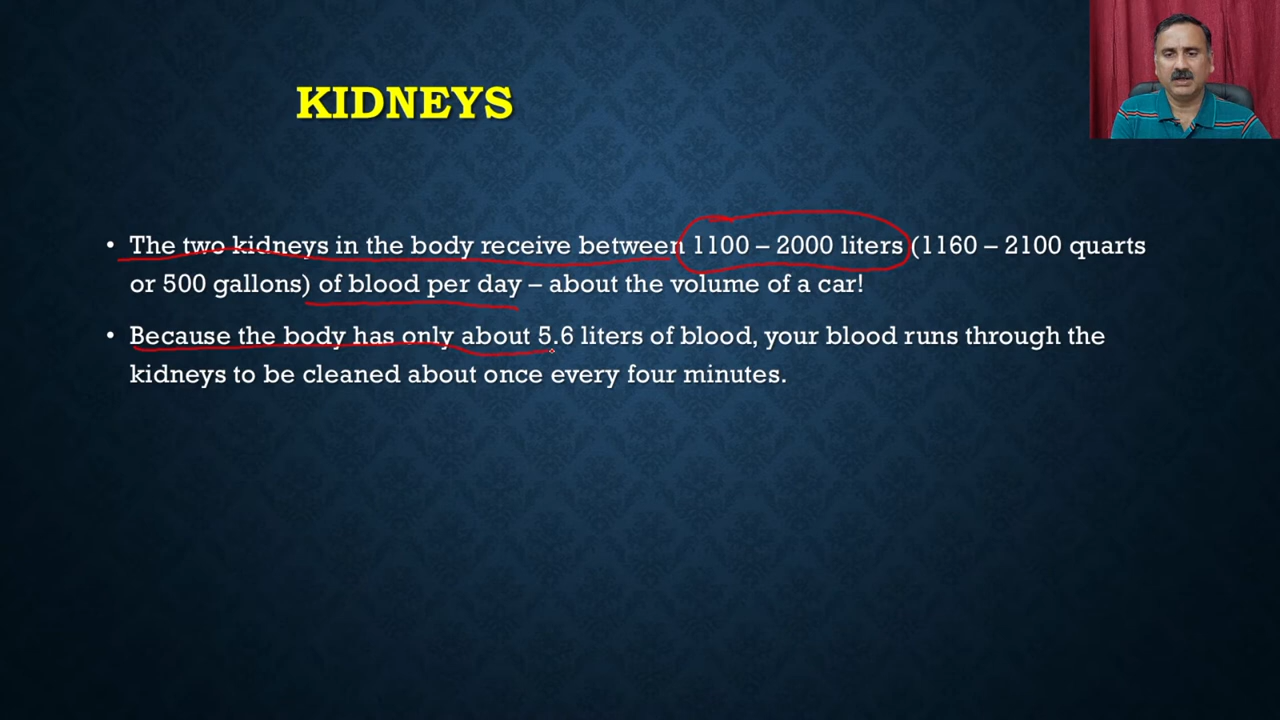 KIDNEYS
• The two kidneys in the body receive between 1100 – 2000 liters (1160 – 2100 quarts
or 500 gallons) of blood per day – about the volume of a car!
• Because the body has only about 5.6 liters of blood, your blood runs through the
kidneys to be cleaned about once every four minutes.